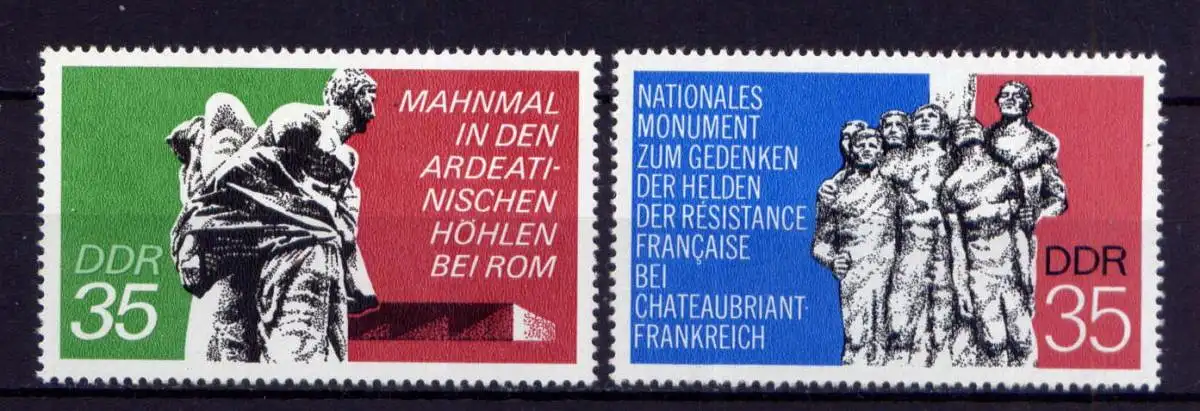 MAHNMAL
IN DEN
ARDEATI-
NISCHEN
HÖHLEN
BEI ROM
DDR
35
NATIONALES
MONUMENT
ZUM GEDENKEN
DER HELDEN
DER RÉSISTANCE
FRANÇAISE
BEI
CHATEAUBRIANT-
FRANKREICH
DDR
35